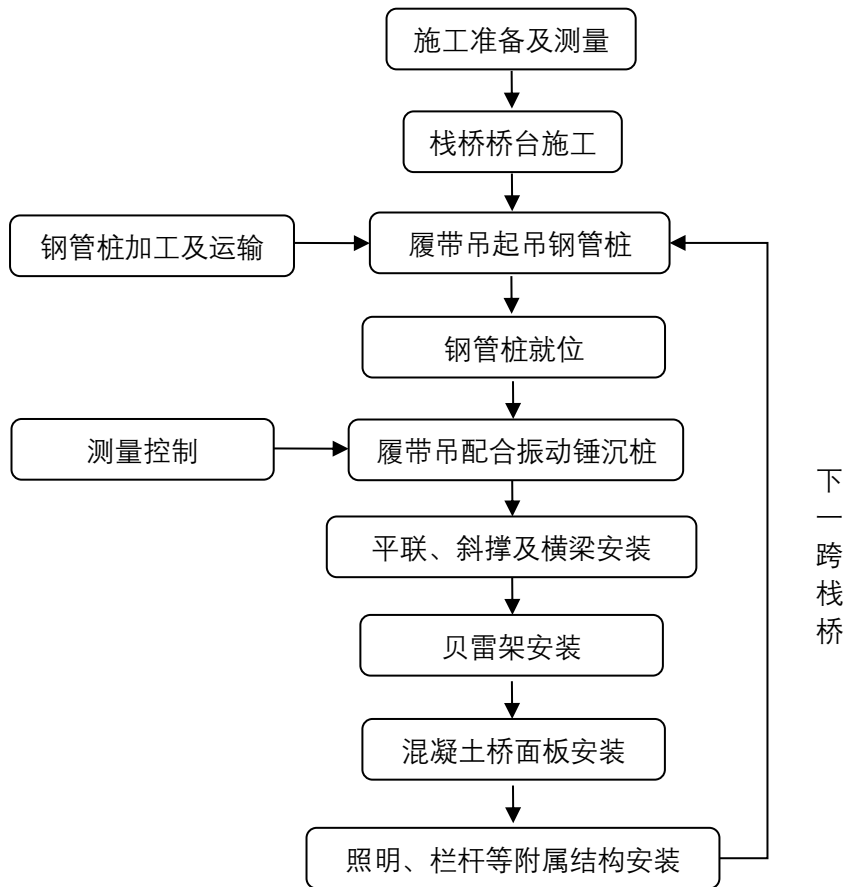 施工准备及测量
栈桥桥台施工
钢管桩加工及运输
履带吊起吊钢管桩
钢管桩就位
测量控制
履带吊配合振动锤沉桩
下一跨栈桥
平联、斜撑及横梁安装
贝雷架安装
混凝土桥面板安装
照明、栏杆等附属结构安装